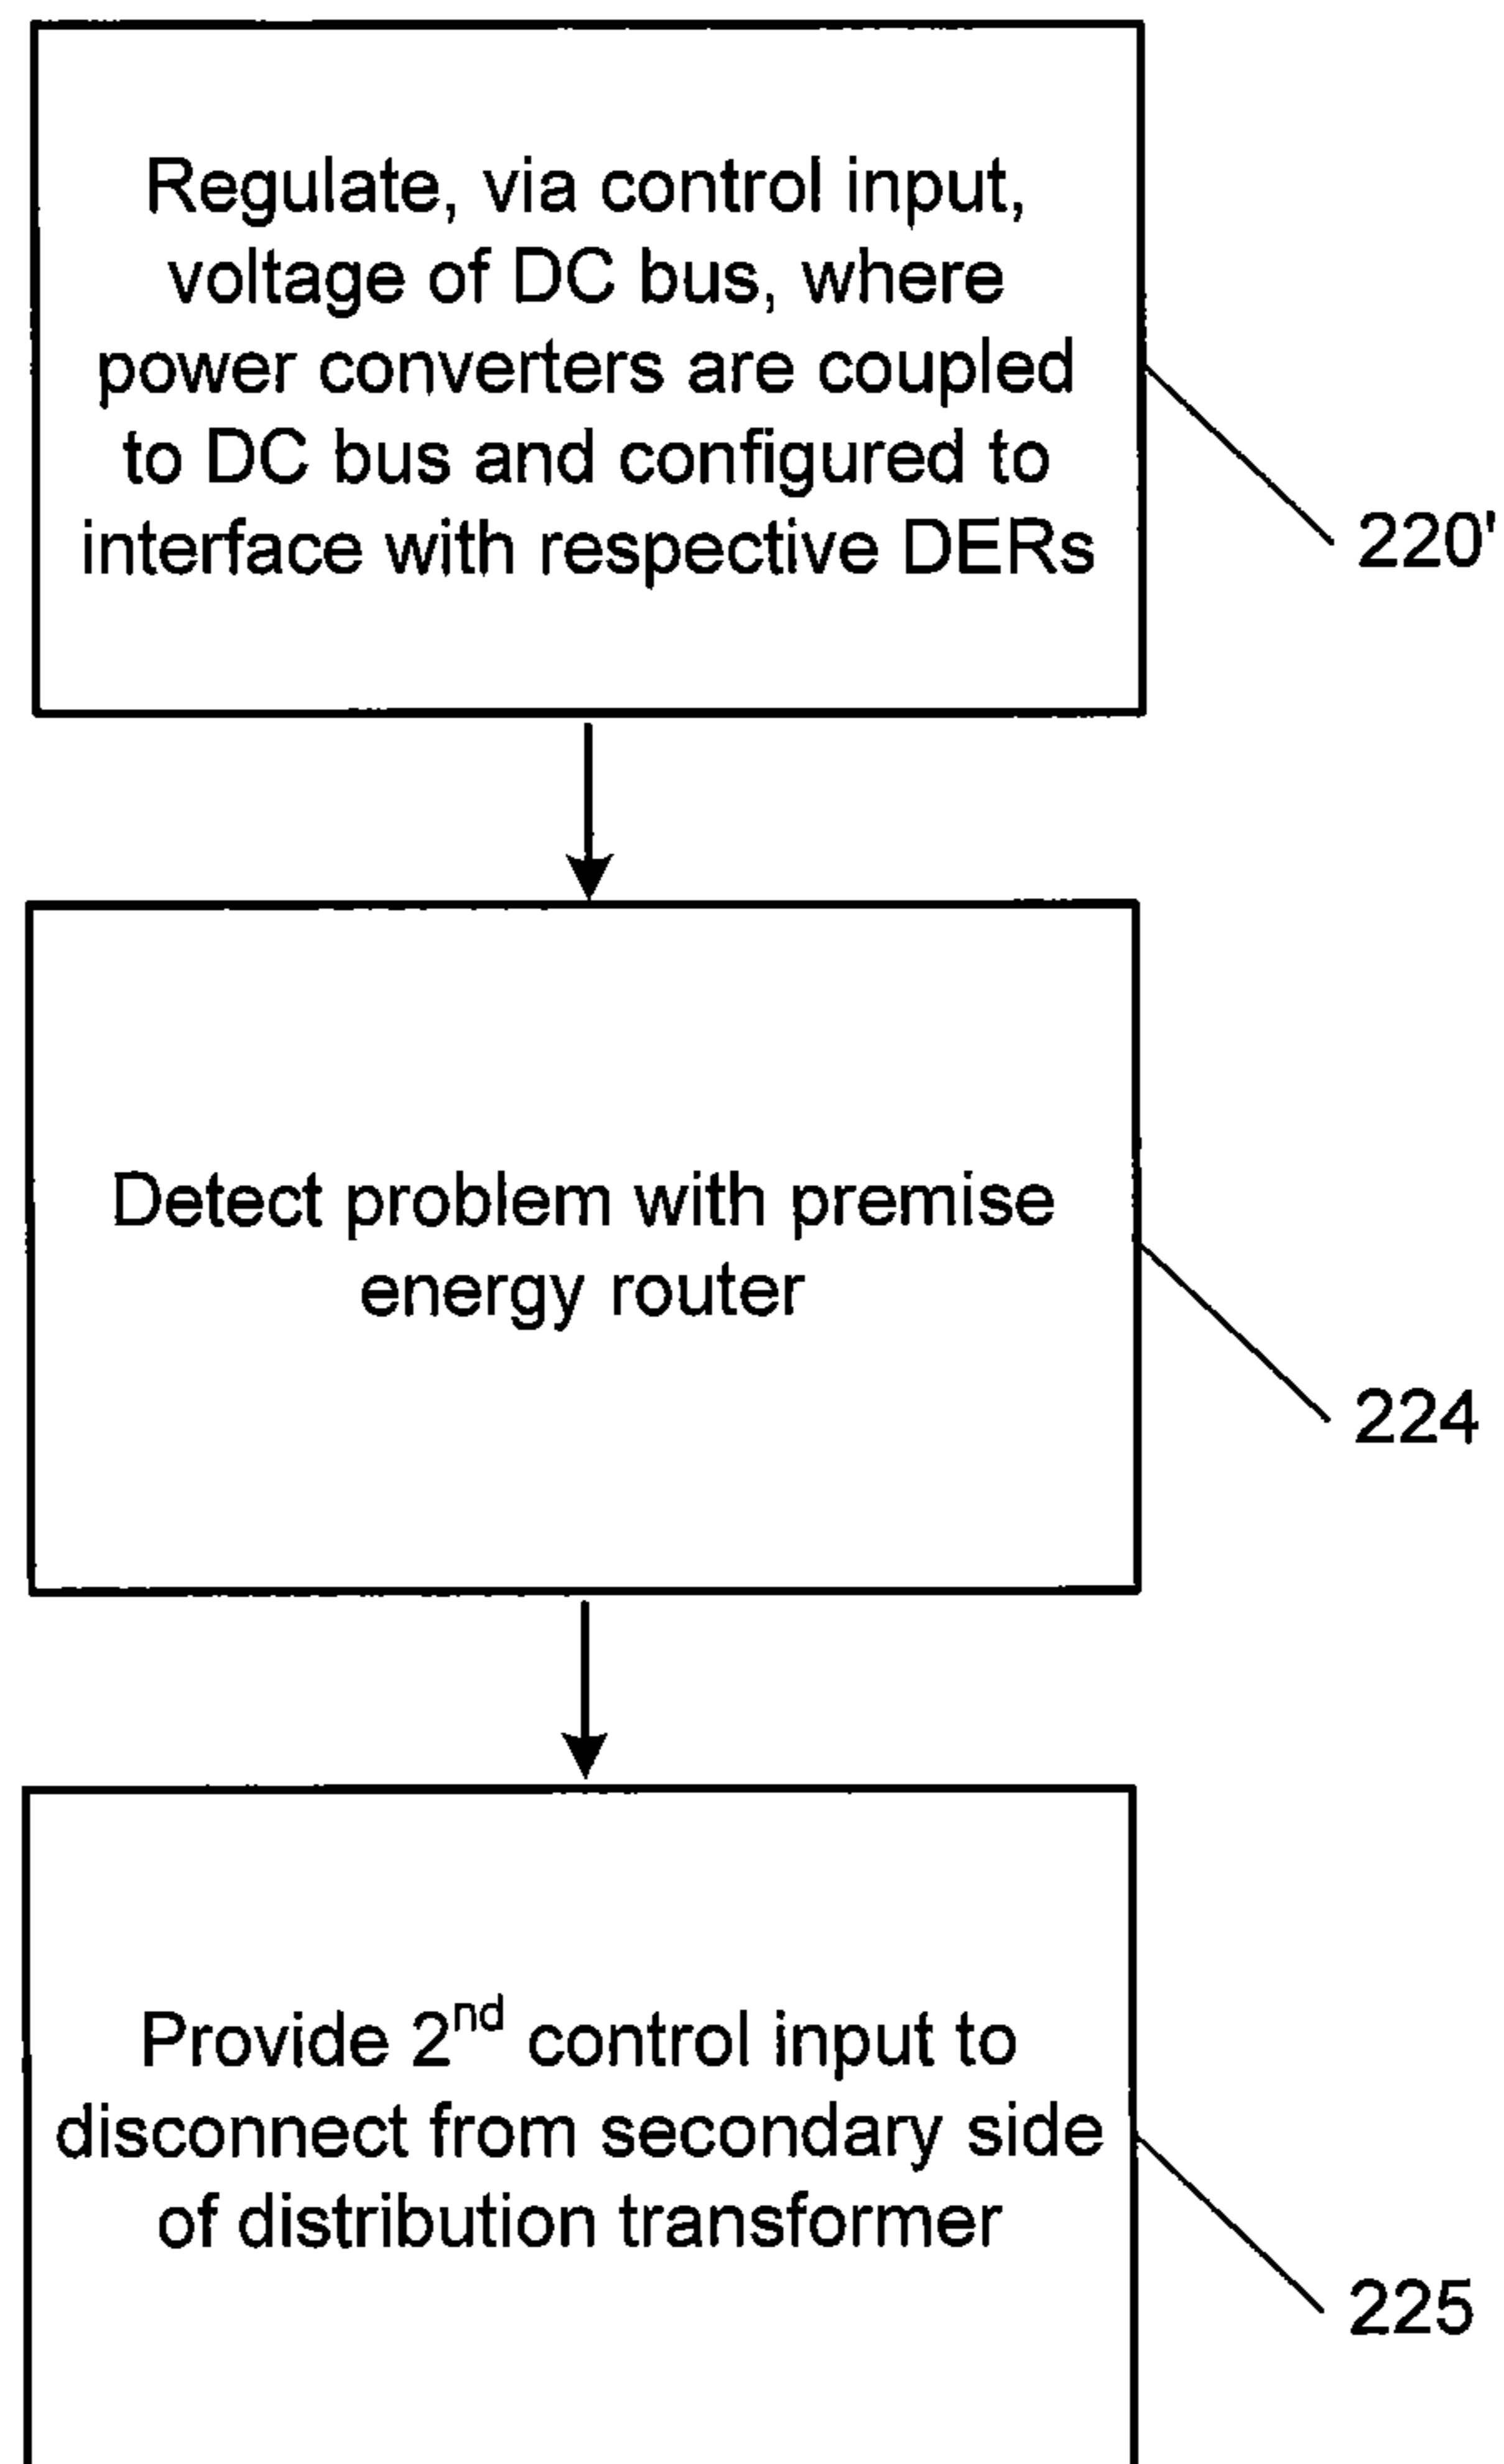 Regulate, via control input,
voltage of DC bus, where
power converters are coupled
to DC bus and configured to
interface with respective DERs
220'
Detect problem with premise
energy router
224
Provide 2nd control input to
disconnect from secondary side
of distribution transformer
225